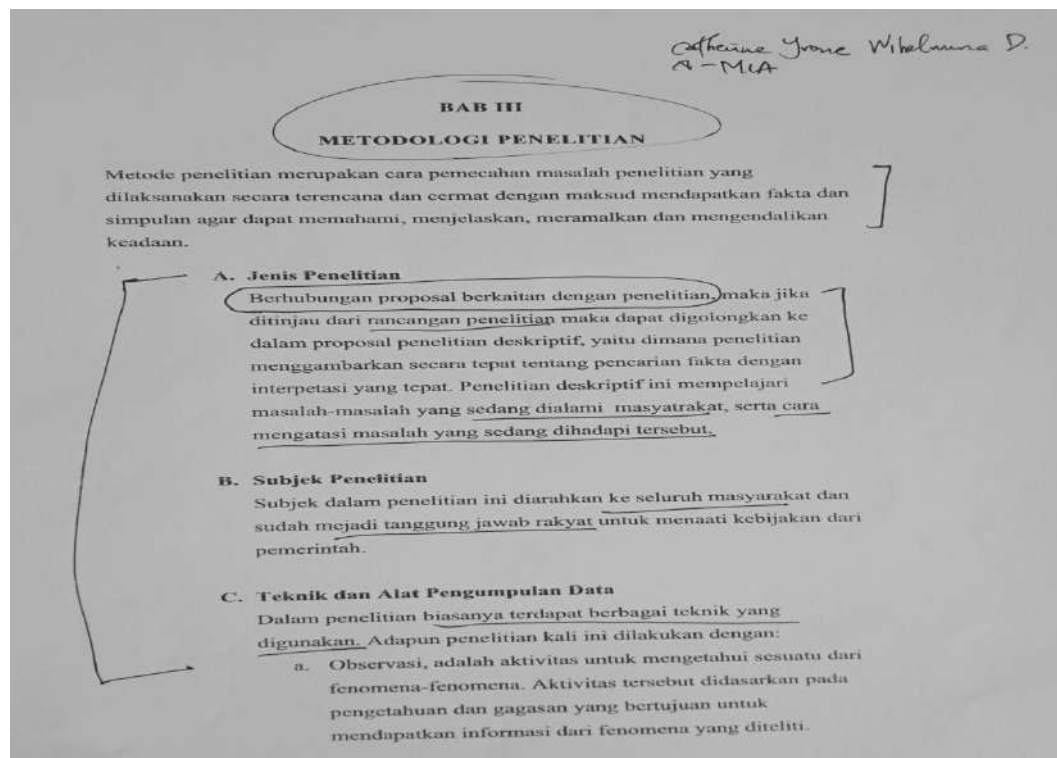 Yvone Wihelmina D.
BAB III
METODOLOGI PENELITIAN
Metode penelitian merupakan cara pemecahan masalah penelitian yang
dilaksanakan secara terencana dan cermat dengan maksud mendapatkan fakta dan
simpulan agar dapat memahami, menjelaskan, meramalkan dan mengendalikan
keadaan.
A. Jenis Penelitian
Berhubungan proposal berkaitan dengan penelitian, maka jika
ditinjau dari rancangan penelitian maka dapat digolongkan ke
dalam proposal penelitian deskriptif, yaitu dimana penelitian
menggambarkan secara tepat tentang pencarian fakta dengan
interpetasi yang tepat. Penelitian deskriptif ini mempelajari
masalah-masalah yang sedang dialami masyatrakat, serta cara
mengatasi masalah yang sedang dihadapi tersebut.
B. Subjek Penelitian
Subjek dalam penelitian ini diarahkan ke seluruh masyarakat dan
sudah mejadi tanggung jawab rakyat untuk menaati kebijakan dari
pemerintah.
C. Teknik dan Alat Pengumpulan Data
Dalam penelitian biasanya terdapat berbagai teknik yang
digunakan. Adapun penelitian kali ini dilakukan dengan:
a. Observasi, adalah aktivitas untuk mengetahui sesuatu dari
fenomena-fenomena. Aktivitas tersebut didasarkan pada
pengetahuan dan gagasan yang bertujuan untuk
mendapatkan informasi dari fenomena yang diteliti.